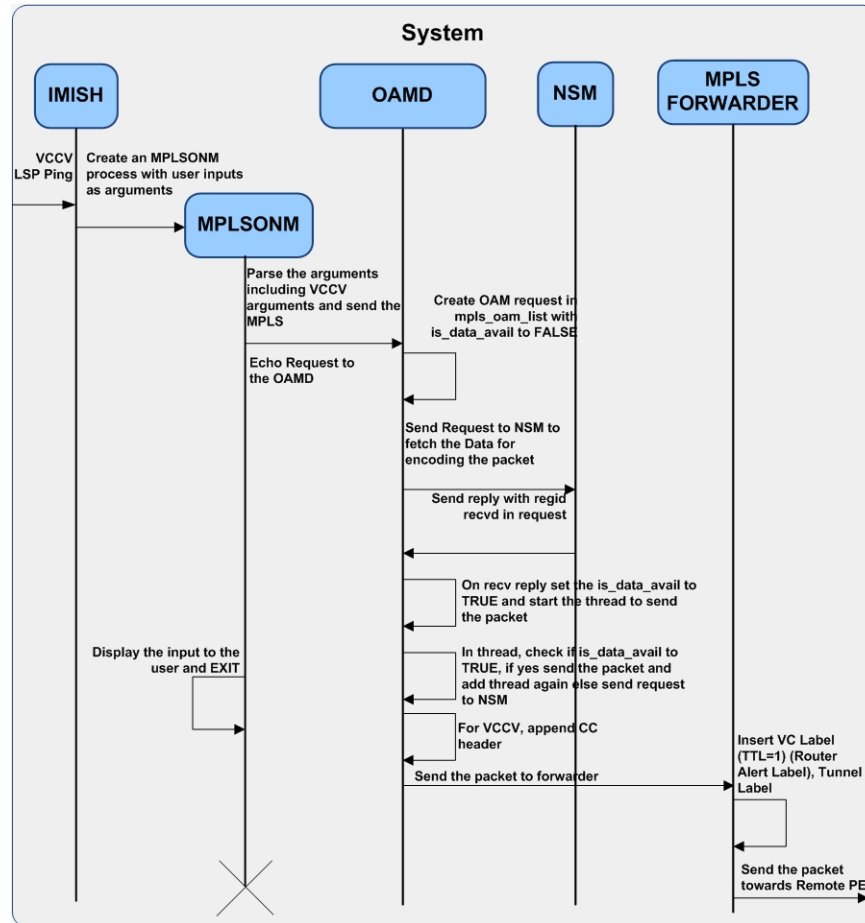 System
IMISH
OAMD
NSM
MPLS
FORWARDER
VCCV
LSP Ping
Create an MPLSONM
process with user inputs
as arguments
MPLSONM
Parse the arguments
including VCCV
arguments and send the
MPLS
Echo Request to
the OAMD
Create OAM request in
mpls_oam_list with
is_data_avail to FALSE
Send Request to NSM to
fetch the Data for
encoding the packet
Send reply with regid
recvd in request
On recv reply set the is_data_avail to
TRUE and start the thread to send
the packet
Display the input to the
user and EXIT
In thread, check if is_data_avail to
TRUE, if yes send the packet and
add thread again else send request
to NSM
For VCCV, append CC
header
Send the packet to forwarder
Insert VC Label
(TTL=1) (Router
Alert Label), Tunnel
Label
Send the packet
towards Remote PE